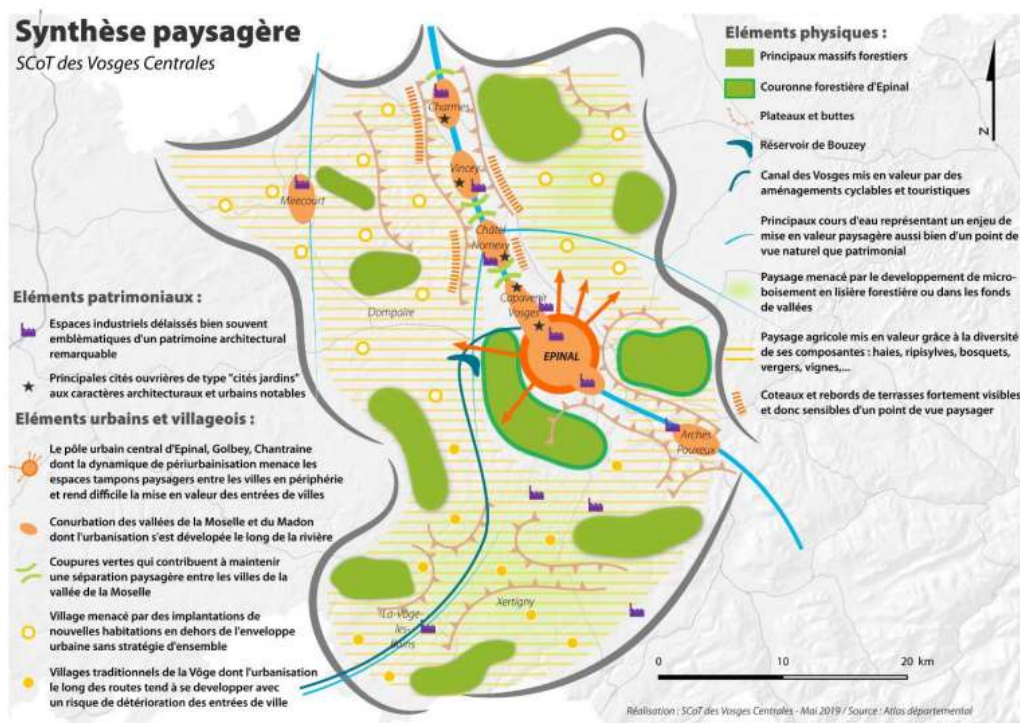 Synthèse paysagère
SCoT des Vosges Centrales
Eléments patrimoniaux :
Espaces industriels délaissés bien souvent
emblématiques d'un patrimoine architectural
remarquable
Principales cités ouvrières de type "cités jardins"
aux caractères architecturaux et urbains notables
Eléments urbains et villageois :
Le pôle urbain central d'Epinal, Golbey, Chantraine
dont la dynamique de périurbainisation menace les
espaces tampons paysagers entre les villes en périphérie
et rend difficile la mise en valeur des entrées de villes
Conurbation des vallées de la Moselle et du Madon
dont l'urbanisation s'est dévelopée le long de la rivière
Coupures vertes qui contribuent à maintenir
une séparation paysagère entre les villes de la
vallée de la Moselle
Village menacé par des implantations de
nouvelles habitations en dehors de l'enveloppe
urbaine sans stratégie d'ensemble
Villages traditionnels de la Vôge dont l'urbanisation
le long des routes tend à se developper avec
un risque de détérioration des entrées de ville
Charmes
Vincey
Mirecourt
Châtel
Nomexy
Capavenir
Vosges
Dompaire
EPINAL
Arches
Pouxeux
Xertigny
La-Vôge-
les-
Bains
Eléments physiques :
Principaux massifs forestiers
Couronne forestière d'Epinal
Plateaux et buttes
Réservoir de Bouzey
Canal des Vosges mis en valeur par des
aménagements cyclables et touristiques
Principaux cours d'eau représentant un enjeu de
mise en valeur paysagère aussi bien d'un point de
vue naturel que patrimonial
Paysage menacé par le developpement de micro-
boisement en lisière forestière ou dans les fonds
de vallées
Paysage agricole mis en valeur grâce à la diversité
de ses composantes : haies, ripisylves, bosquets,
vergers, vignes,...
Coteaux et rebords de terrasses fortement visibles
et donc sensibles d'un point de vue paysager
N
0 10 20 km
Réalisation : SCoT des Vosges Centrales - Mai 2019 / Source : Atlas départemental